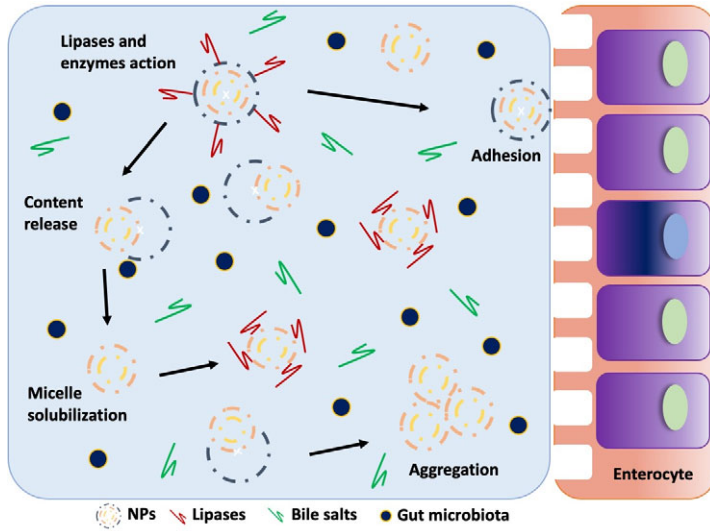 Lipases and
enzymes action
Adhesion
Content
release
Micelle
solubilization
Aggregation
Enterocyte
NPs
Lipases
Bile salts
Gut microbiota